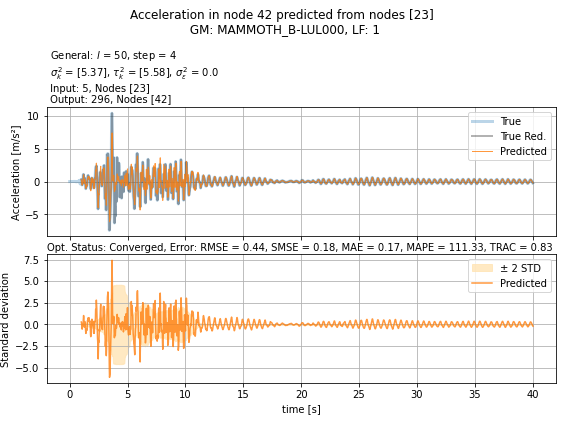 Acceleration in node 42 predicted from nodes [23]
GM: MAMMOTH_B-LUL000, LF: 1
General: l = 50, step = 4
σ²ₖ = [5.37], τ²ₖ = [5.58], σ²ε = 0.0
Input: 5, Nodes [23]
Output: 296, Nodes [42]
Acceleration [m/s²]
10
5
0
−5
True
True Red.
Predicted
Opt. Status: Converged, Error: RMSE = 0.44, SMSE = 0.18, MAE = 0.17, MAPE = 111.33, TRAC = 0.83
Standard deviation
7.5
5.0
2.5
0.0
−2.5
−5.0
± 2 STD
Predicted
0 5 10 15 20 25 30 35 40
time [s]